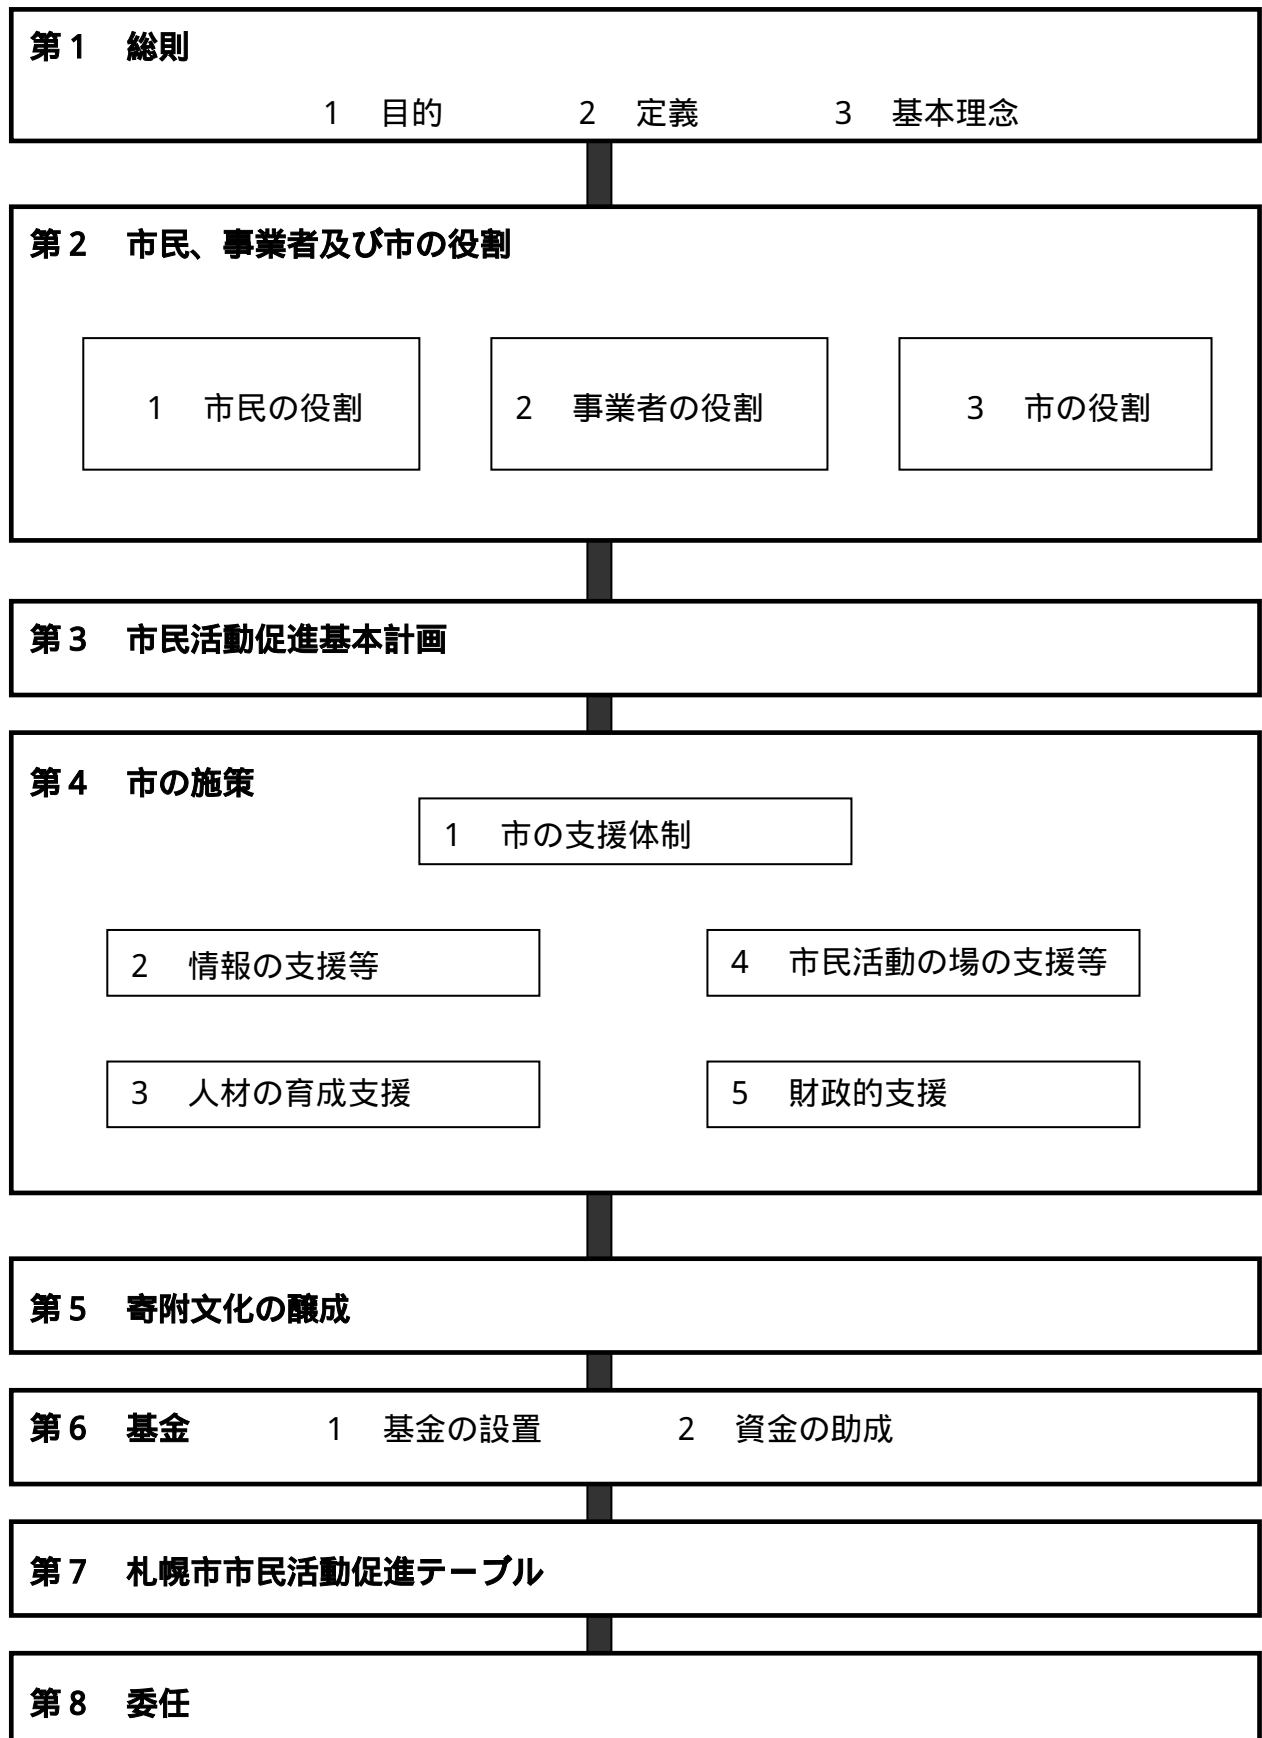 第1　総則
1　目的　2　定義　3　基本理念
第2　市民、事業者及び市の役割
1　市民の役割　2　事業者の役割　3　市の役割
第3　市民活動促進基本計画
第4　市の施策
1　市の支援体制
2　情報の支援等
4　市民活動の場の支援等
3　人材の育成支援
5　財政的支援
第5　寄附文化の醸成
第6　基金　1　基金の設置　2　資金の助成
第7　札幌市市民活動促進テーブル
第8　委任